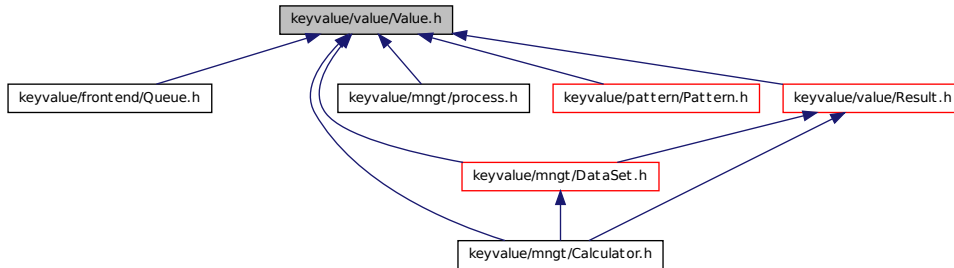 keyvalue/value/Value.h
keyvalue/frontend/Queue.h
keyvalue/mngt/process.h
keyvalue/pattern/Pattern.h
keyvalue/value/Result.h
keyvalue/mngt/DataSet.h
keyvalue/mngt/Calculator.h